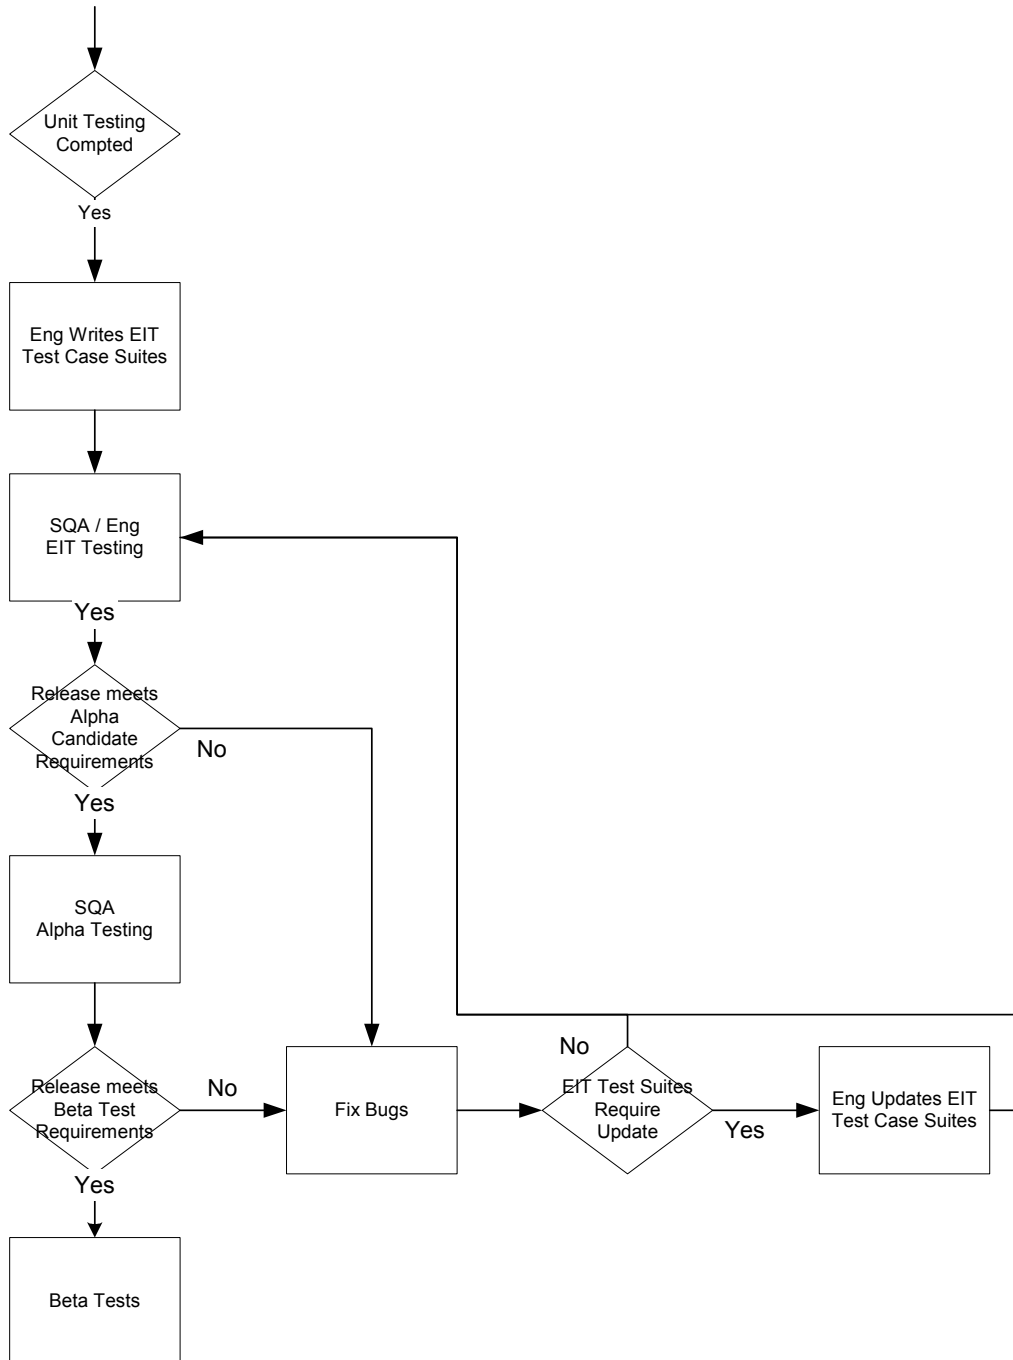 Unit Testing
Compted
Yes
Eng Writes EIT
Test Case Suites
SQA / Eng
EIT Testing
Yes
Release meets
Alpha
Candidate
Requirements
No
Yes
SQA
Alpha Testing
Release meets
Beta Test
Requirements
No
Yes
Fix Bugs
No
EIT Test Suites
Require
Update
Yes
Eng Updates EIT
Test Case Suites
Beta Tests